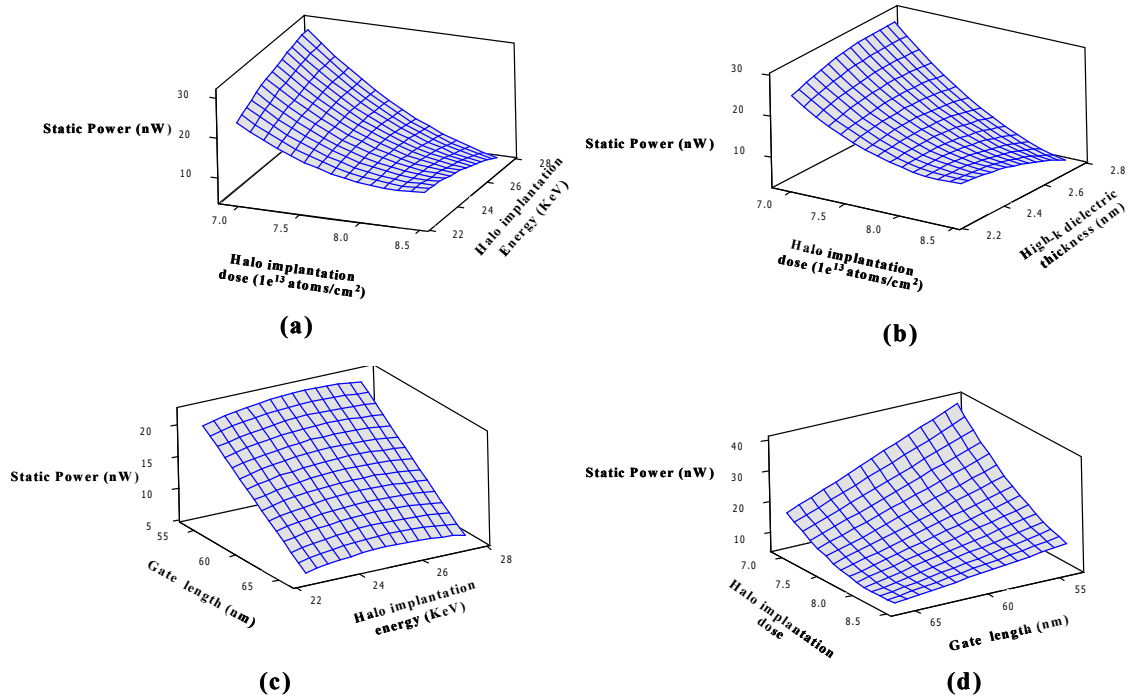 30
20
10
Static Power (nW)
7.0
7.5
8.0
8.5
22
24
26
28
Halo implantation
dose (1e¹³ atoms/cm²)
Halo implantation
Energy (KeV)
(a)
30
20
10
Static Power (nW)
7.0
7.5
8.0
8.5
2.2
2.4
2.6
2.8
Halo implantation
dose (1e¹³ atoms/cm²)
High-k dielectric
thickness (nm)
(b)
20
15
10
5
Static Power (nW)
55
60
65
22
24
26
28
Gate length (nm)
Halo implantation
energy (KeV)
(c)
40
30
20
10
Static Power (nW)
7.0
7.5
8.0
8.5
65
60
55
Halo implantation
dose
Gate length (nm)
(d)